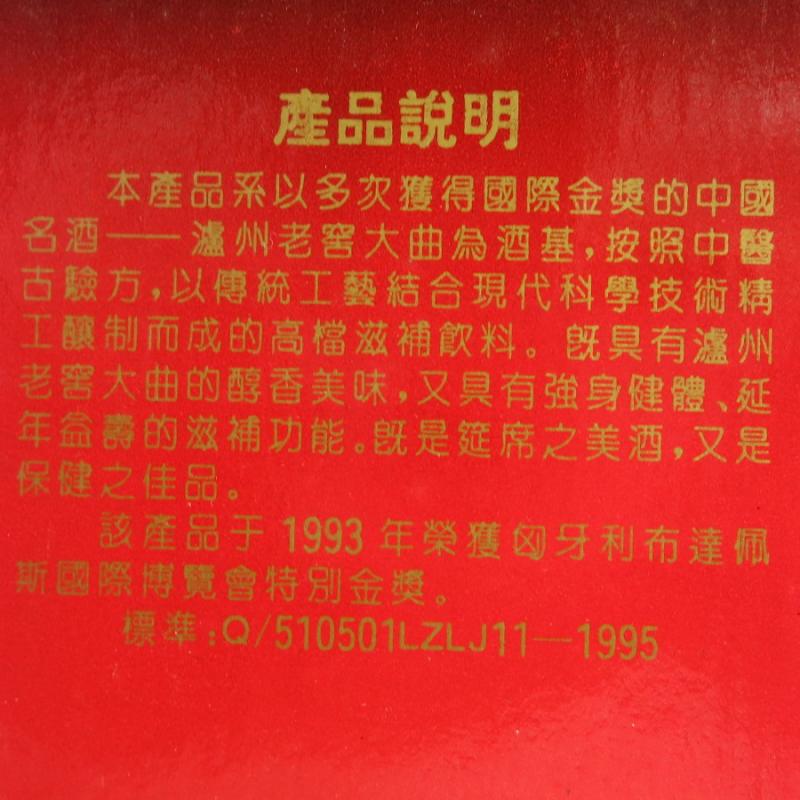 產品說明
本產品系以多次獲得國際金獎的中國
名酒——瀘州老窖大曲為酒基,按照中醫
古驗方,以傳統工藝結合現代科學技術精
工釀制而成的高檔滋補飲料。既具有瀘州
老窖大曲的醇香美味,又具有強身健體、延
年益壽的滋補功能。既是筵席之美酒,又是
保健之佳品。
該產品于1993年榮獲匈牙利布達佩
斯國際博覽會特別金獎。
標準:Q/510501LZLJ11—1995